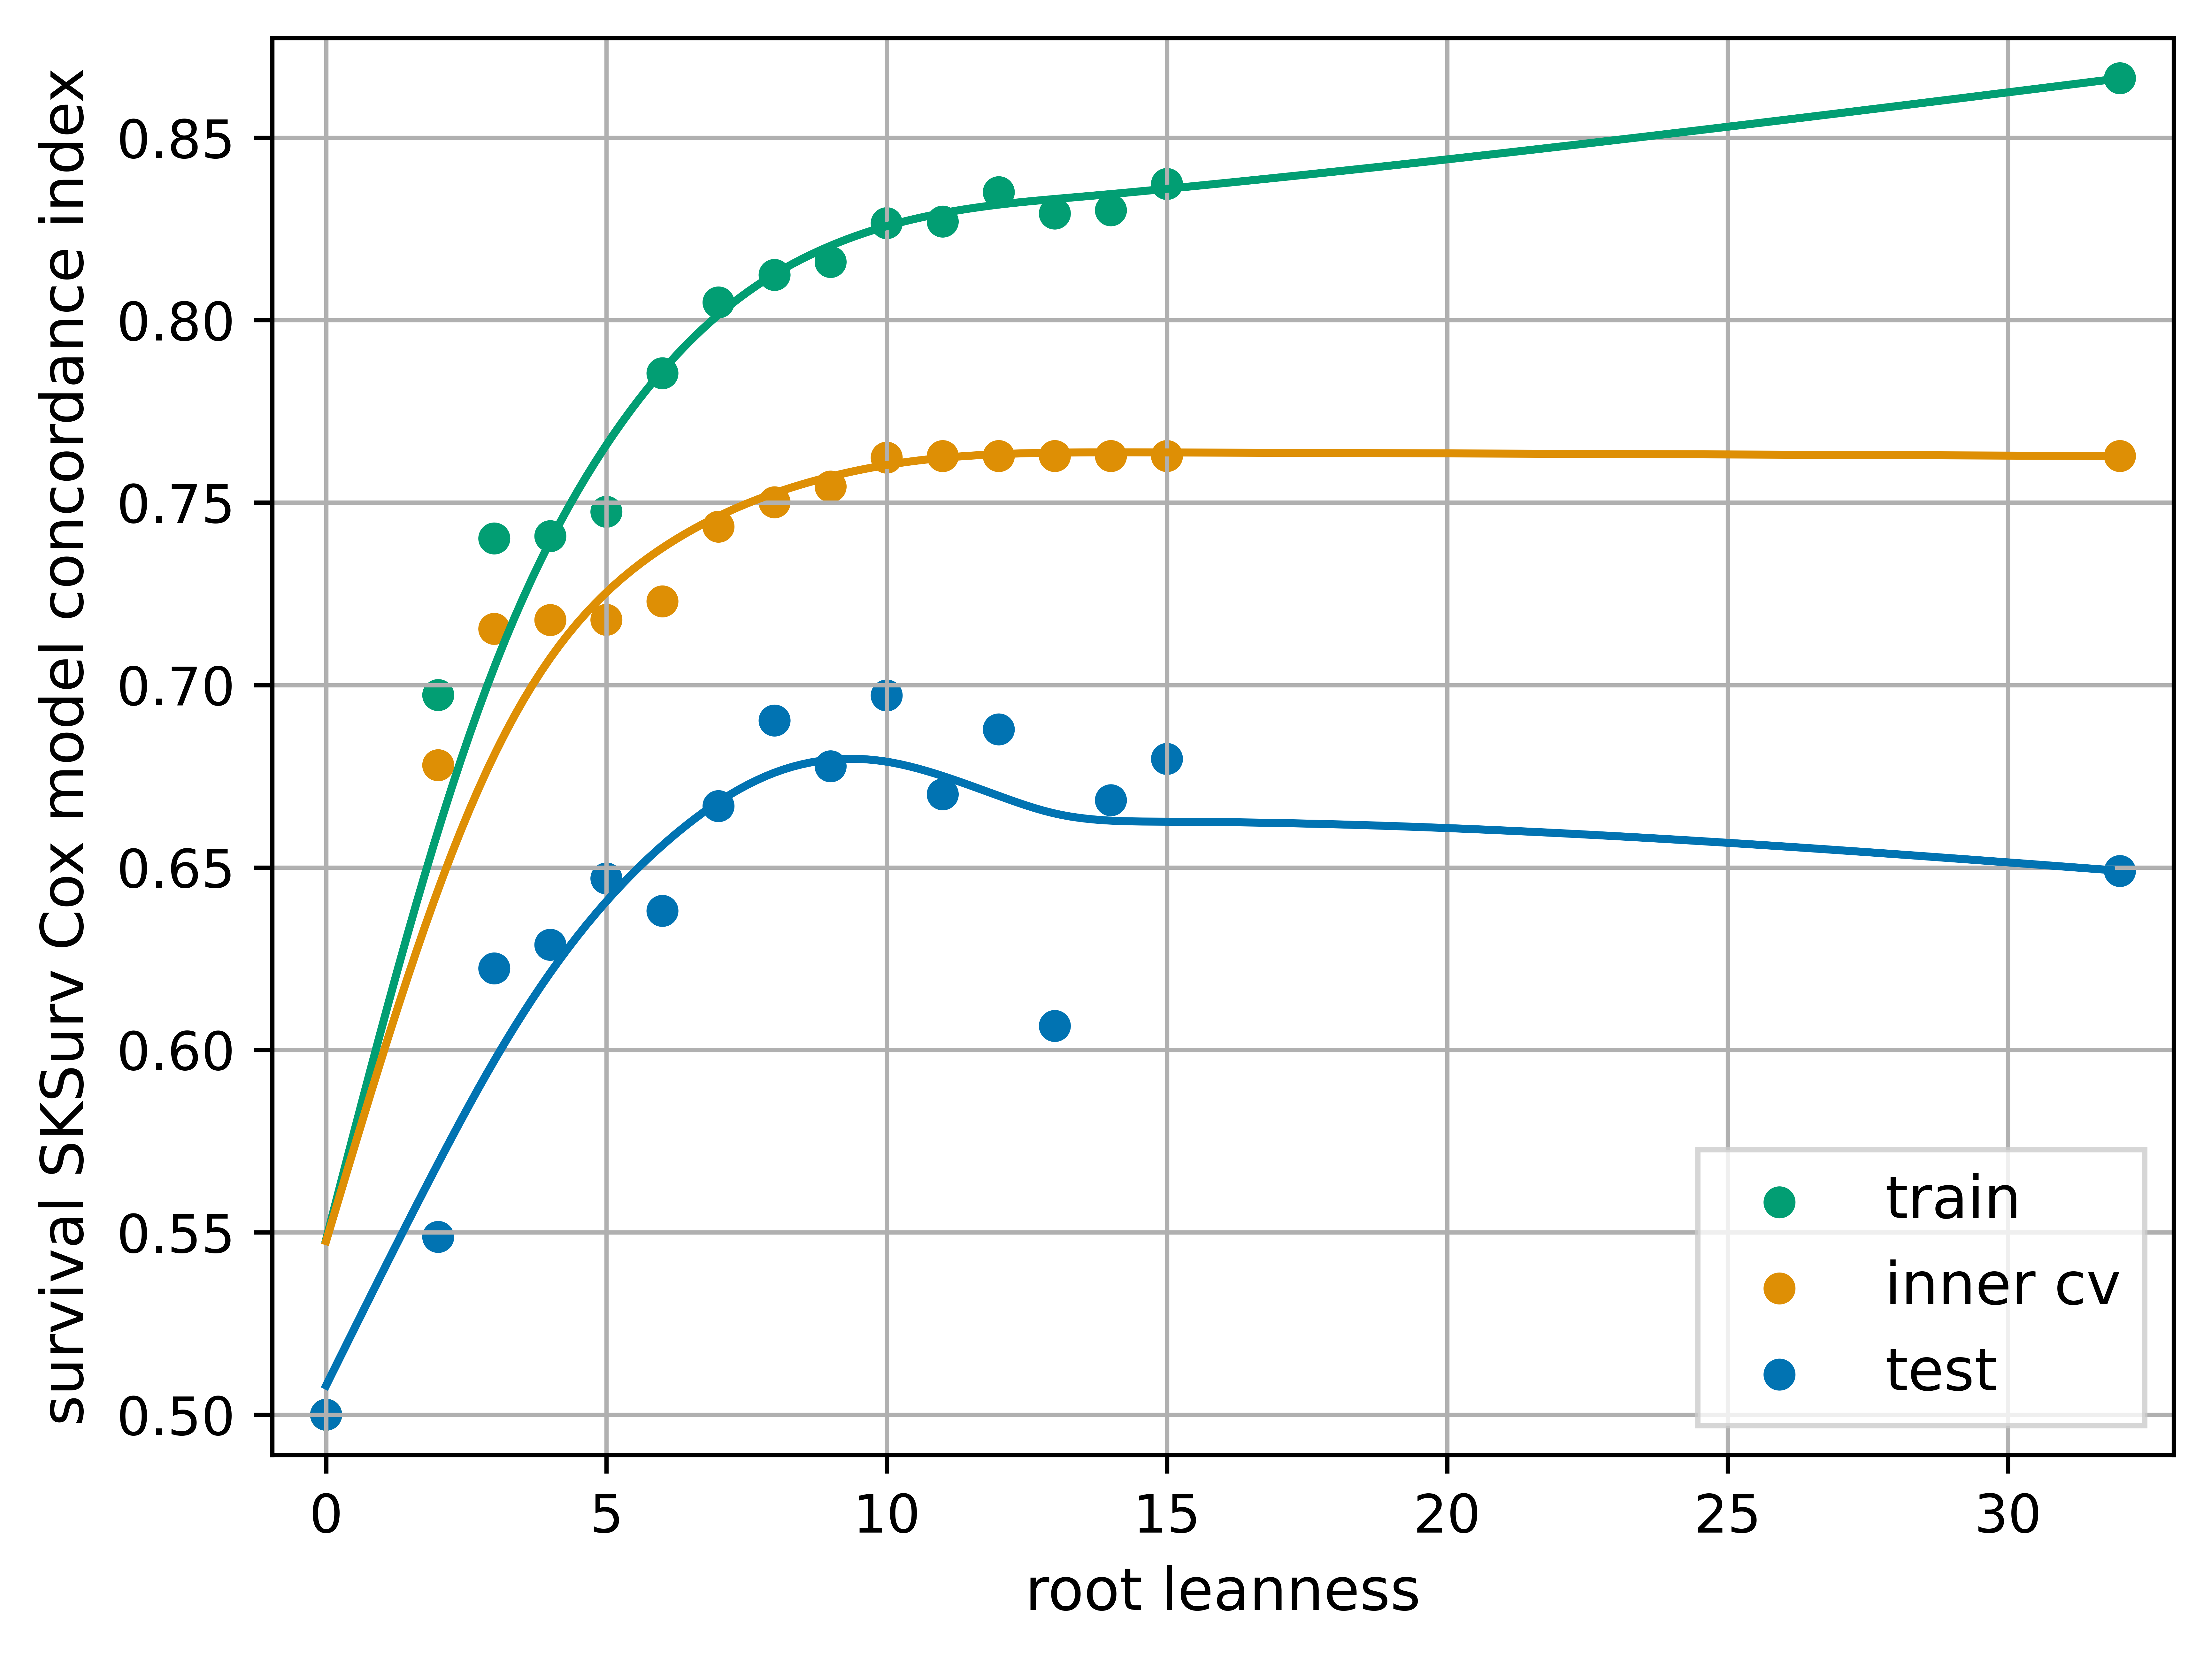 survival SKSurv Cox model concordance index
0.85
0.80
0.75
0.70
0.65
0.60
0.55
0.50
0 5 10 15 20 25 30
root leanness
train
inner cv
test